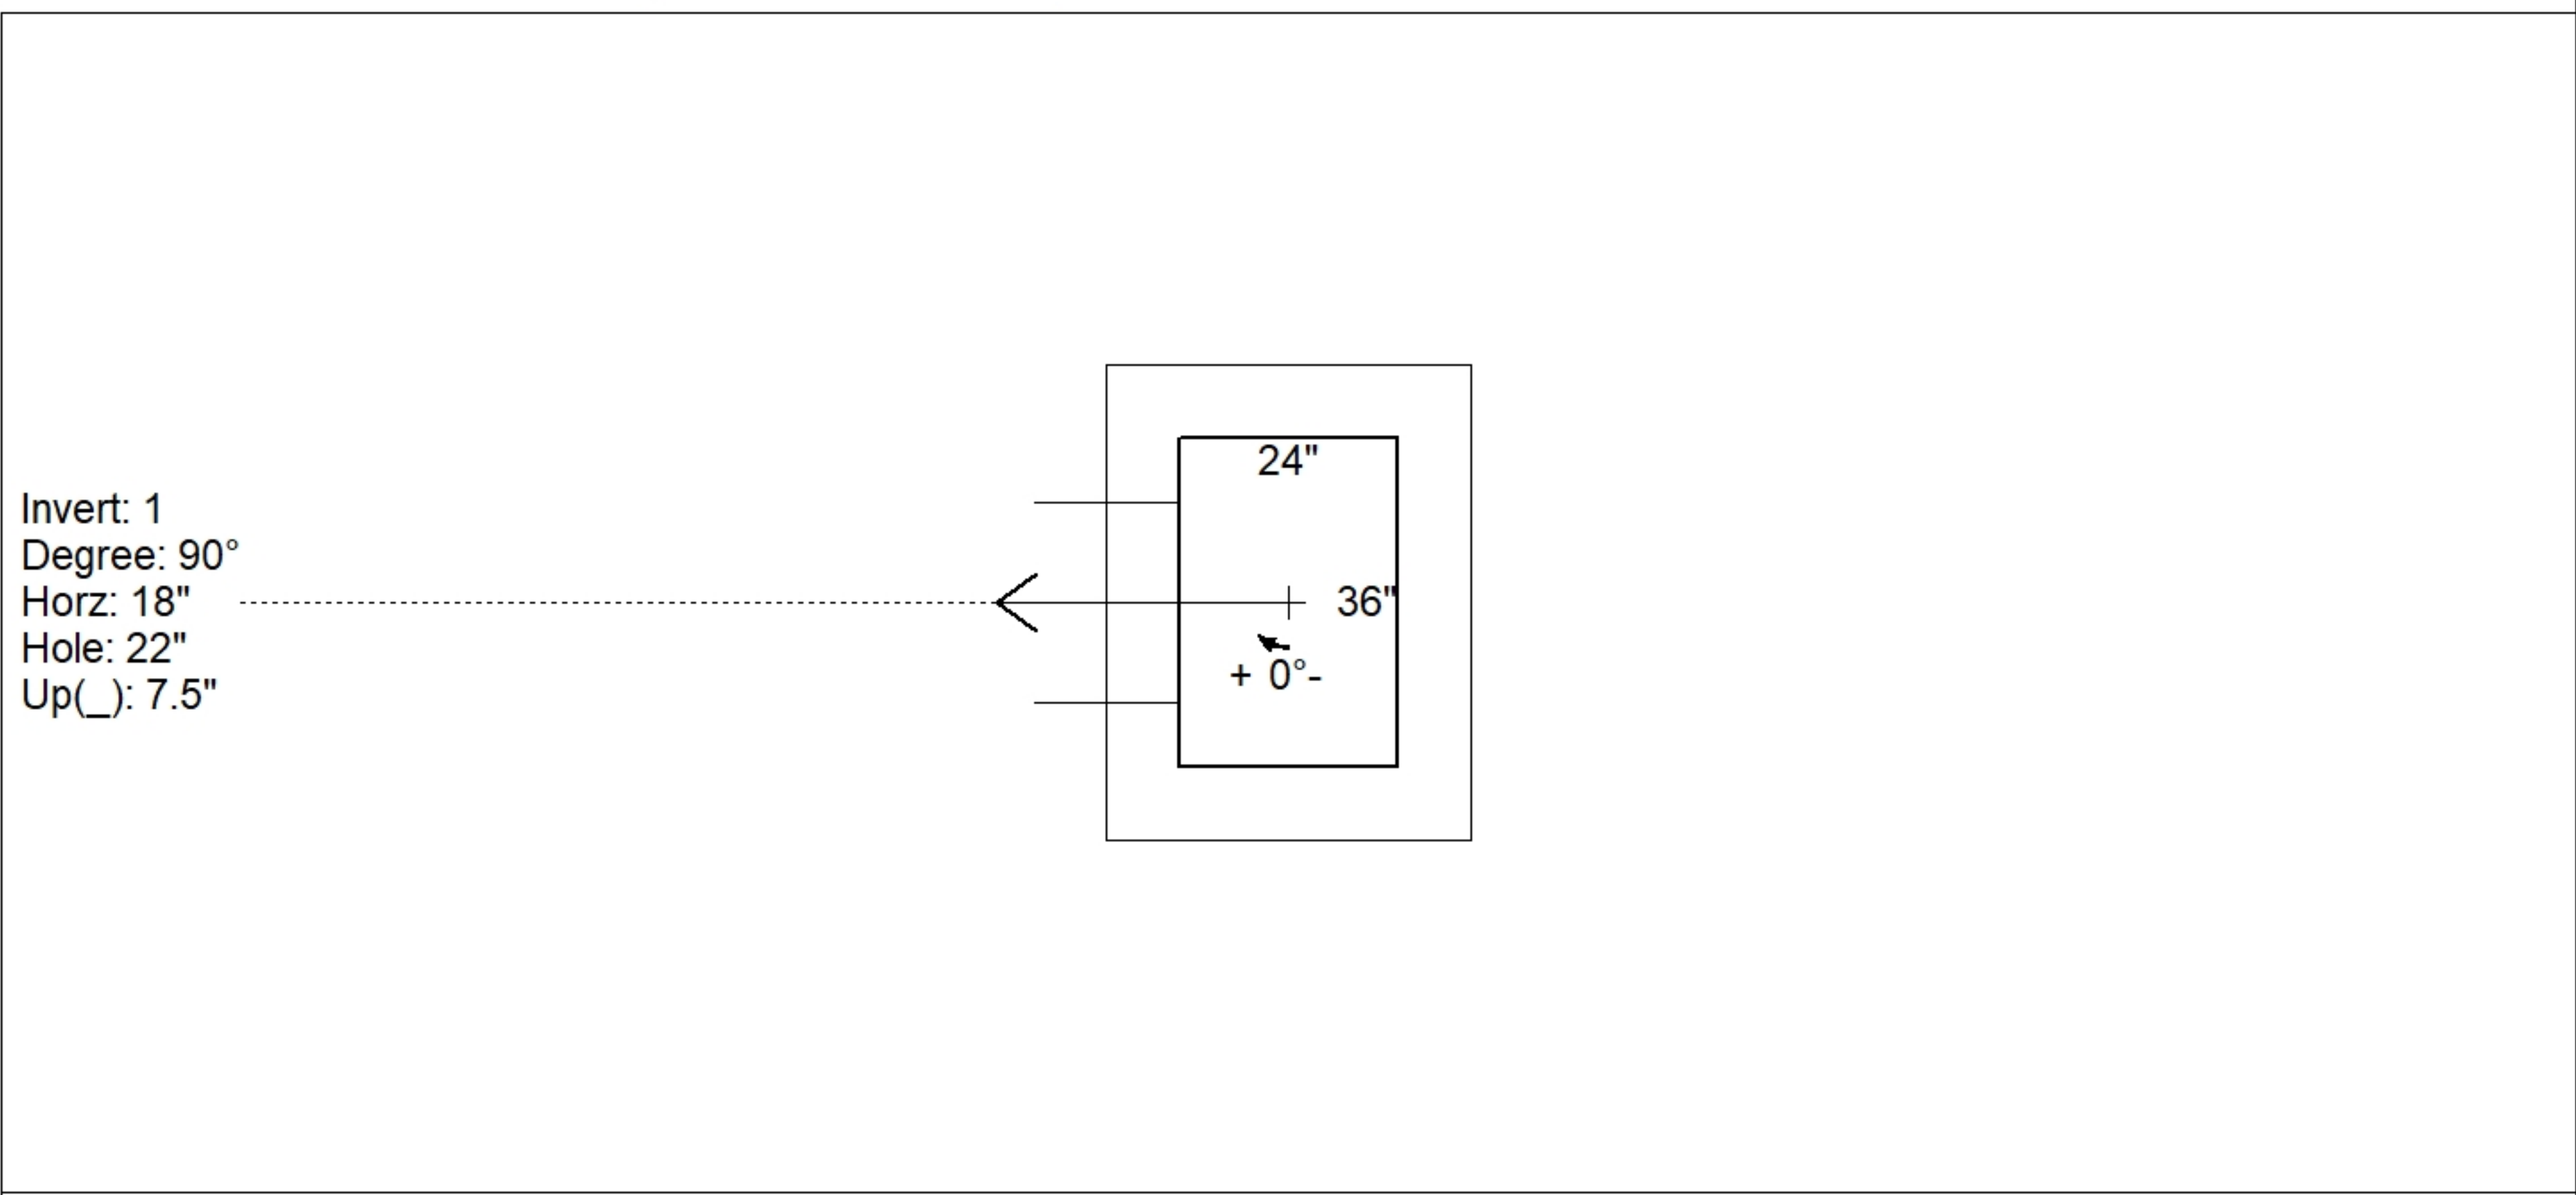 24"
Invert: 1
Degree: 90°
Horz: 18"
Hole: 22"
Up(_): 7.5"
36"
+ 0°-